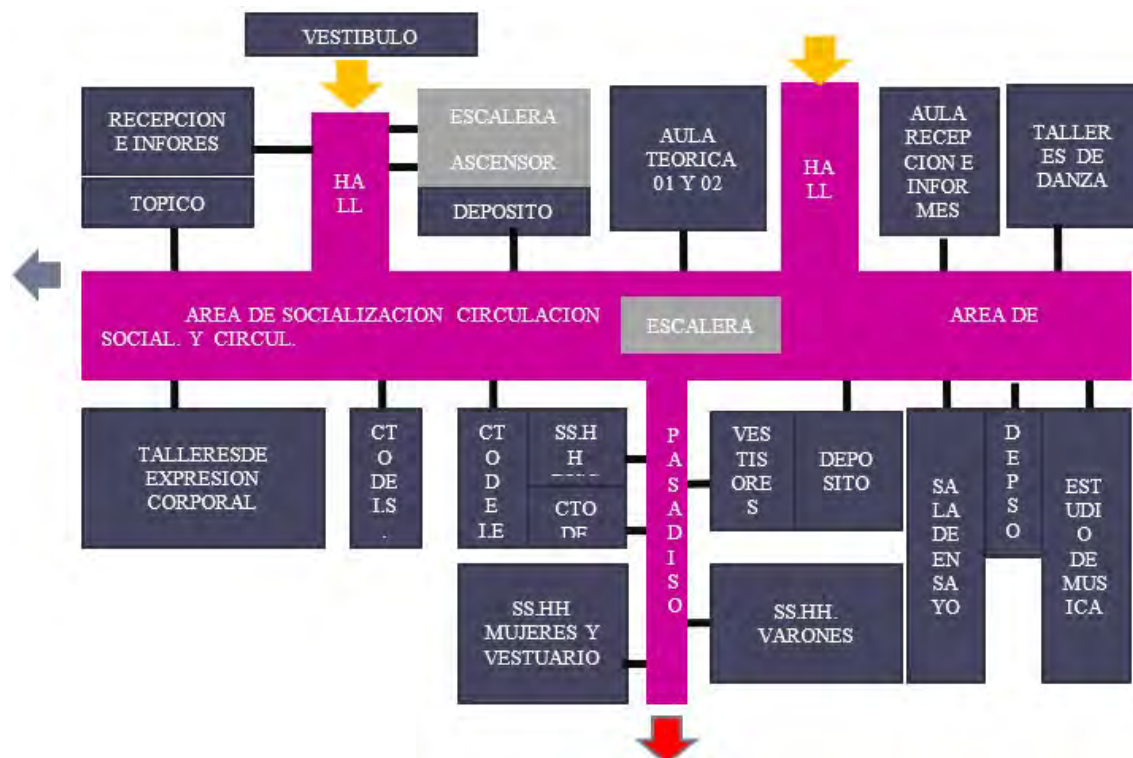 VESTIBULO
RECEPCION
E INFORES
TOPICO
HA
LL
ESCALERA
ASCENSOR
DEPOSITO
AULA
TEORICA
01 Y 02
HA
LL
AULA
RECEP
CION E
INFOR
MES
TALLER
ES DE
DANZA
AREA DE SOCIALIZACION CIRCULACION
SOCIAL. Y CIRCUL.
ESCALERA
AREA DE
TALLERESDE
EXPRESION
CORPORAL
CT
O
DE
LS
.
CT
O
D
E
LE
SS.H
H
CTO
DE
P
A
S
A
D
I
S
O
VES
TIS
ORE
S
DEPO
SITO
SA
LA
DE
EN
SA
YO
D
E
P
S
O
EST
UDI
O
DE
MUS
ICA
SS.HH
MUJERES Y
VESTUARIO
SS.HH.
VARONES